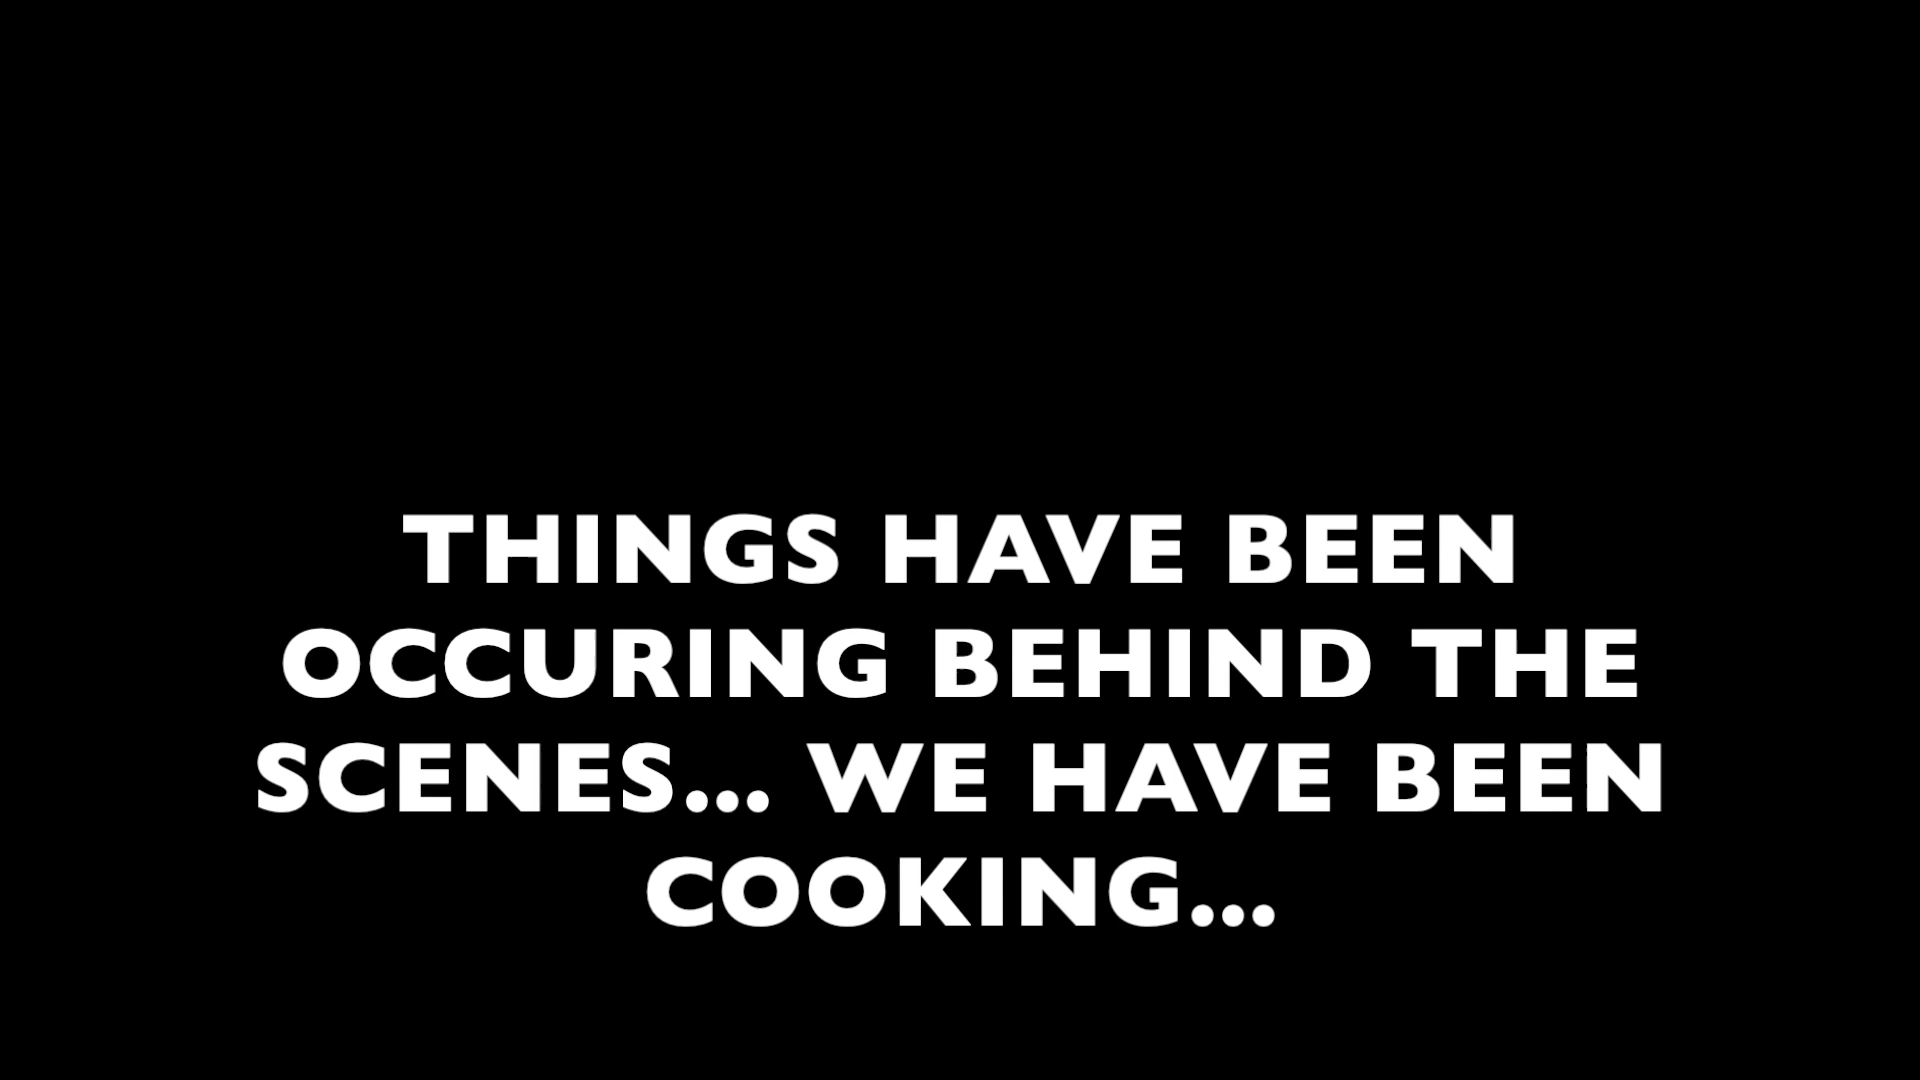 THINGS HAVE BEEN
OCCURING BEHIND THE
SCENES... WE HAVE BEEN
COOKING...